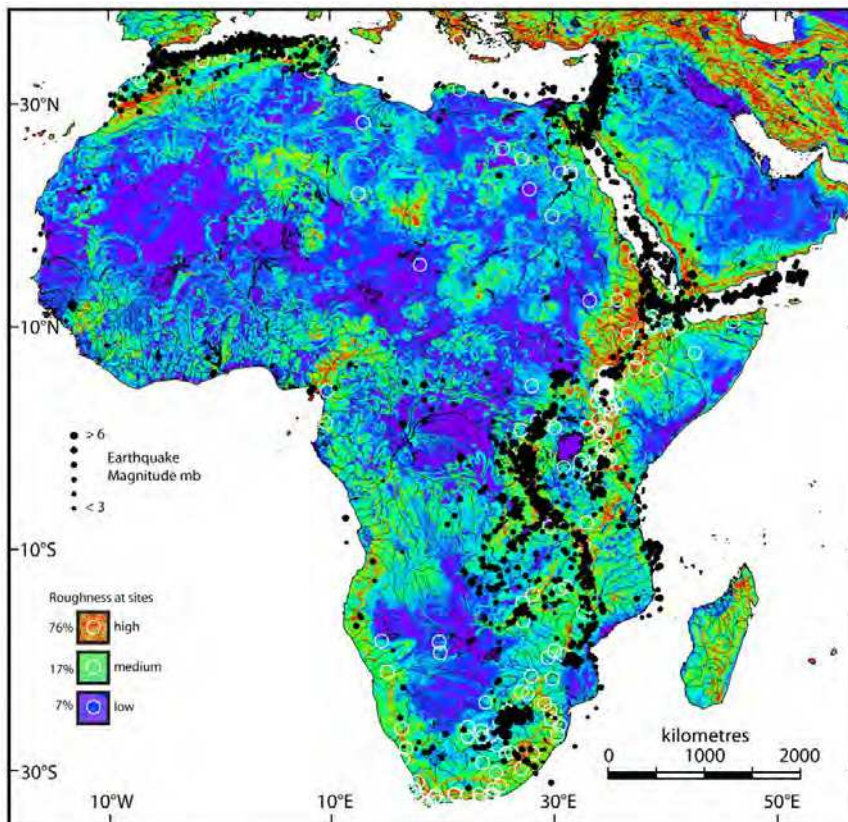 30°N
10°N
> 6
Earthquake
Magnitude mb
< 3
10°S
Roughness at sites
76% high
17% medium
7% low
kilometres
0 1000 2000
30°S
10°W 10°E 30°E 50°E